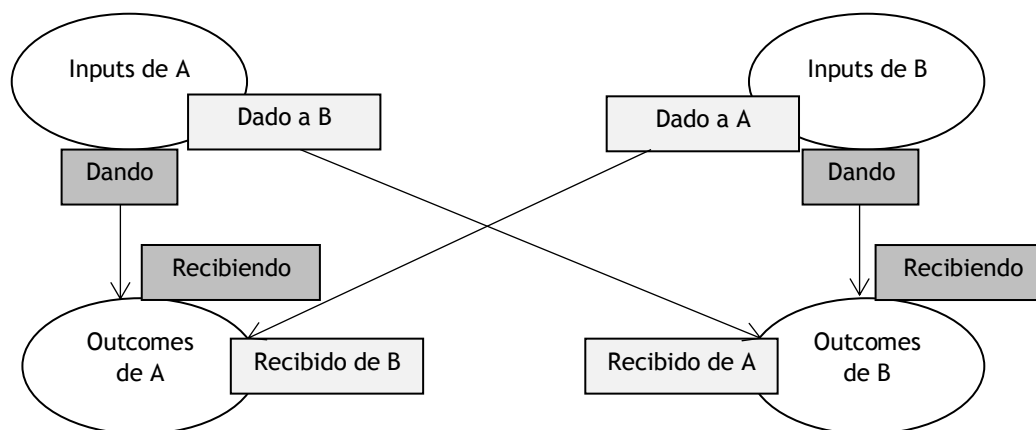 Inputs de A
Inputs de B
Dado a B
Dado a A
Dando
Dando
Recibiendo
Recibiendo
Outcomes
de A
Recibido de B
Recibido de A
Outcomes
de B